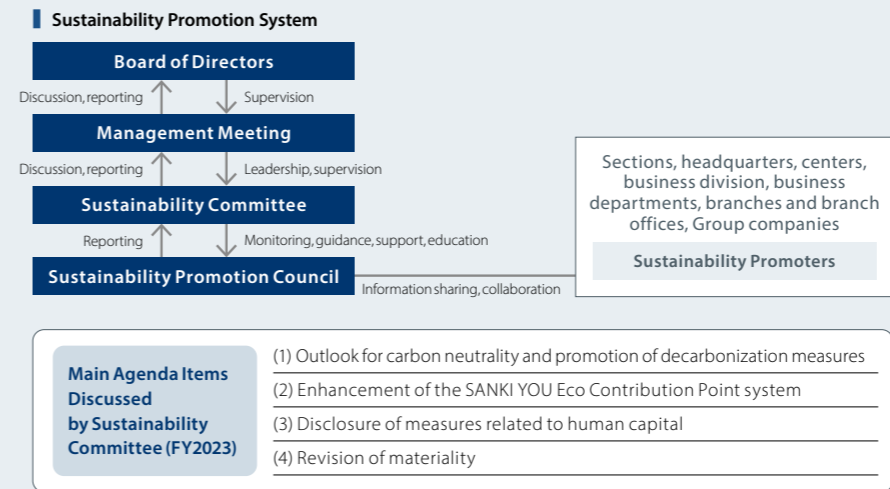 Sustainability Promotion System
Board of Directors
Discussion, reporting
Supervision
Management Meeting
Discussion, reporting
Leadership, supervision
Sustainability Committee
Reporting
Monitoring, guidance, support, education
Sustainability Promotion Council
Information sharing, collaboration
Sections, headquarters, centers,
business division, business
departments, branches and branch
offices, Group companies
Sustainability Promoters
Main Agenda Items
Discussed
by Sustainability
Committee (FY2023)
(1) Outlook for carbon neutrality and promotion of decarbonization measures
(2) Enhancement of the SANKI YOU Eco Contribution Point system
(3) Disclosure of measures related to human capital
(4) Revision of materiality